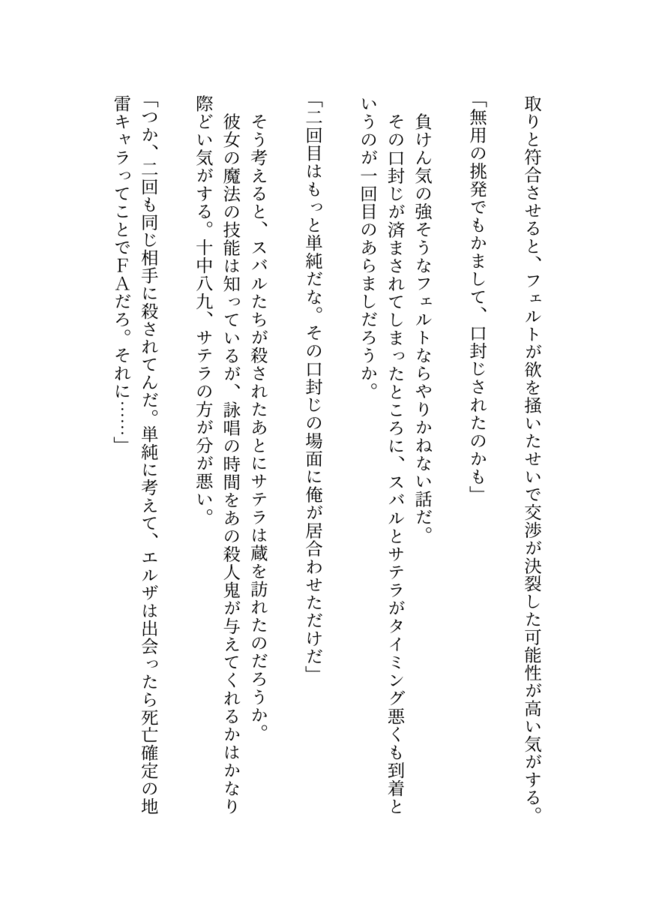 取りと符合させると、フェルトが欲を掻いたせいで交渉が決裂した可能性が高い気がする。
「無用の挑発でもかまして、口封じされたのかも」
負けん気の強そうなフェルトならやりかねない話だ。
その口封じが済まされてしまったところに、スバルとサテラがタイミング悪くも到着と
いうのが一回目のあらましだろうか。
「二回目はもっと単純だな。その口封じの場面に俺が居合わせただけだ」
そう考えると、スバルたちが殺されたあとにサテラは蔵を訪れたのだろうか。
彼女の魔法の技能は知っているが、詠唱の時間をあの殺人鬼が与えてくれるかはかなり
際どい気がする。十中八九、サテラの方が分が悪い。
「つか、二回も同じ相手に殺されてんだ。単純に考えて、エルザは出会ったら死亡確定の地
雷キャラってことでＦＡだろ。それに……」